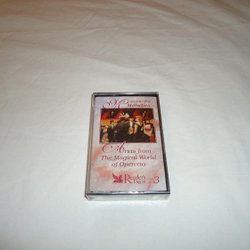 Melodies
Arias from
The Magical World
of Operetta
Reader's
Digest
3